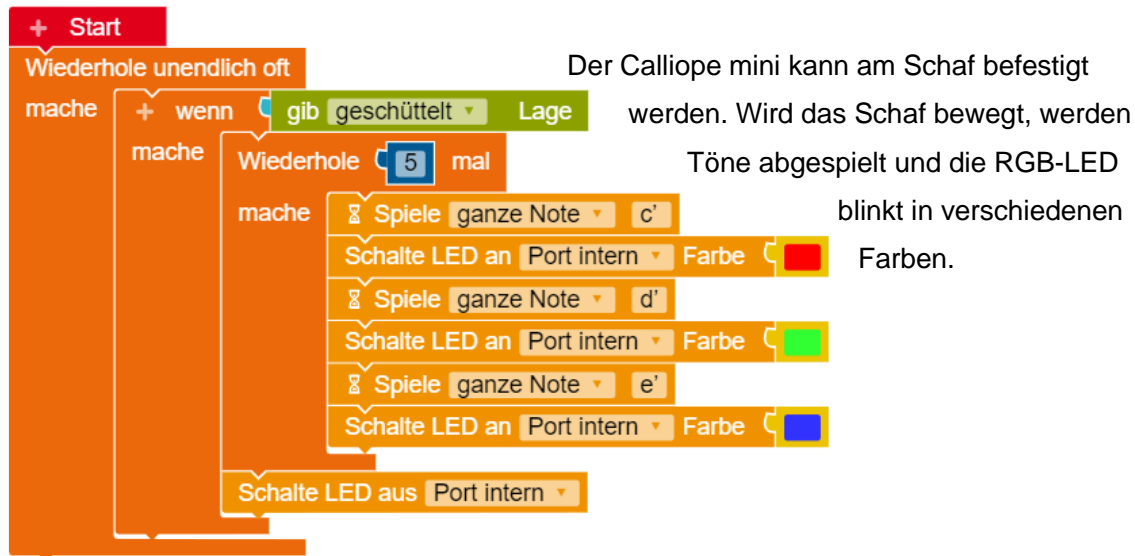 + Start
Wiederhole unendlich oft
mache + wenn gib geschüttelt Lage
mache Wiederhole 5 mal
mache Spiele ganze Note c'
Schalte LED an Port intern Farbe
Spiele ganze Note d'
Schalte LED an Port intern Farbe
Spiele ganze Note e'
Schalte LED an Port intern Farbe
Schalte LED aus Port intern
Der Calliope mini kann am Schaf befestigt
werden. Wird das Schaf bewegt, werden
Töne abgespielt und die RGB-LED
blinkt in verschiedenen
Farben.